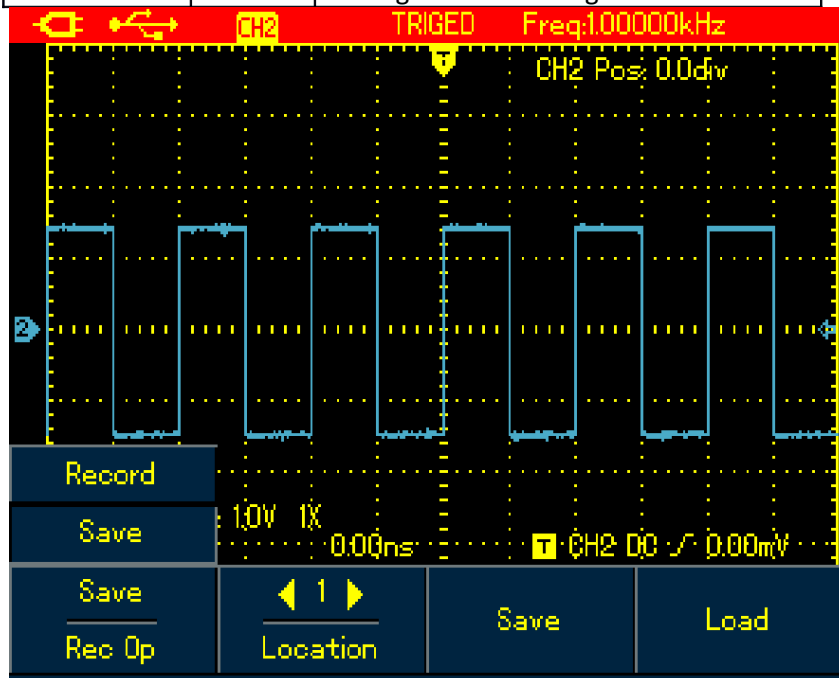 CH2 TRIGED Freq:1.00000kHz
T
CH2 Pos: 0.0div
2
Record
: 1.0V 1X
Save
0.00ns T CH2 DC 0.00mV
Save 1 Save Load
Rec Op Location